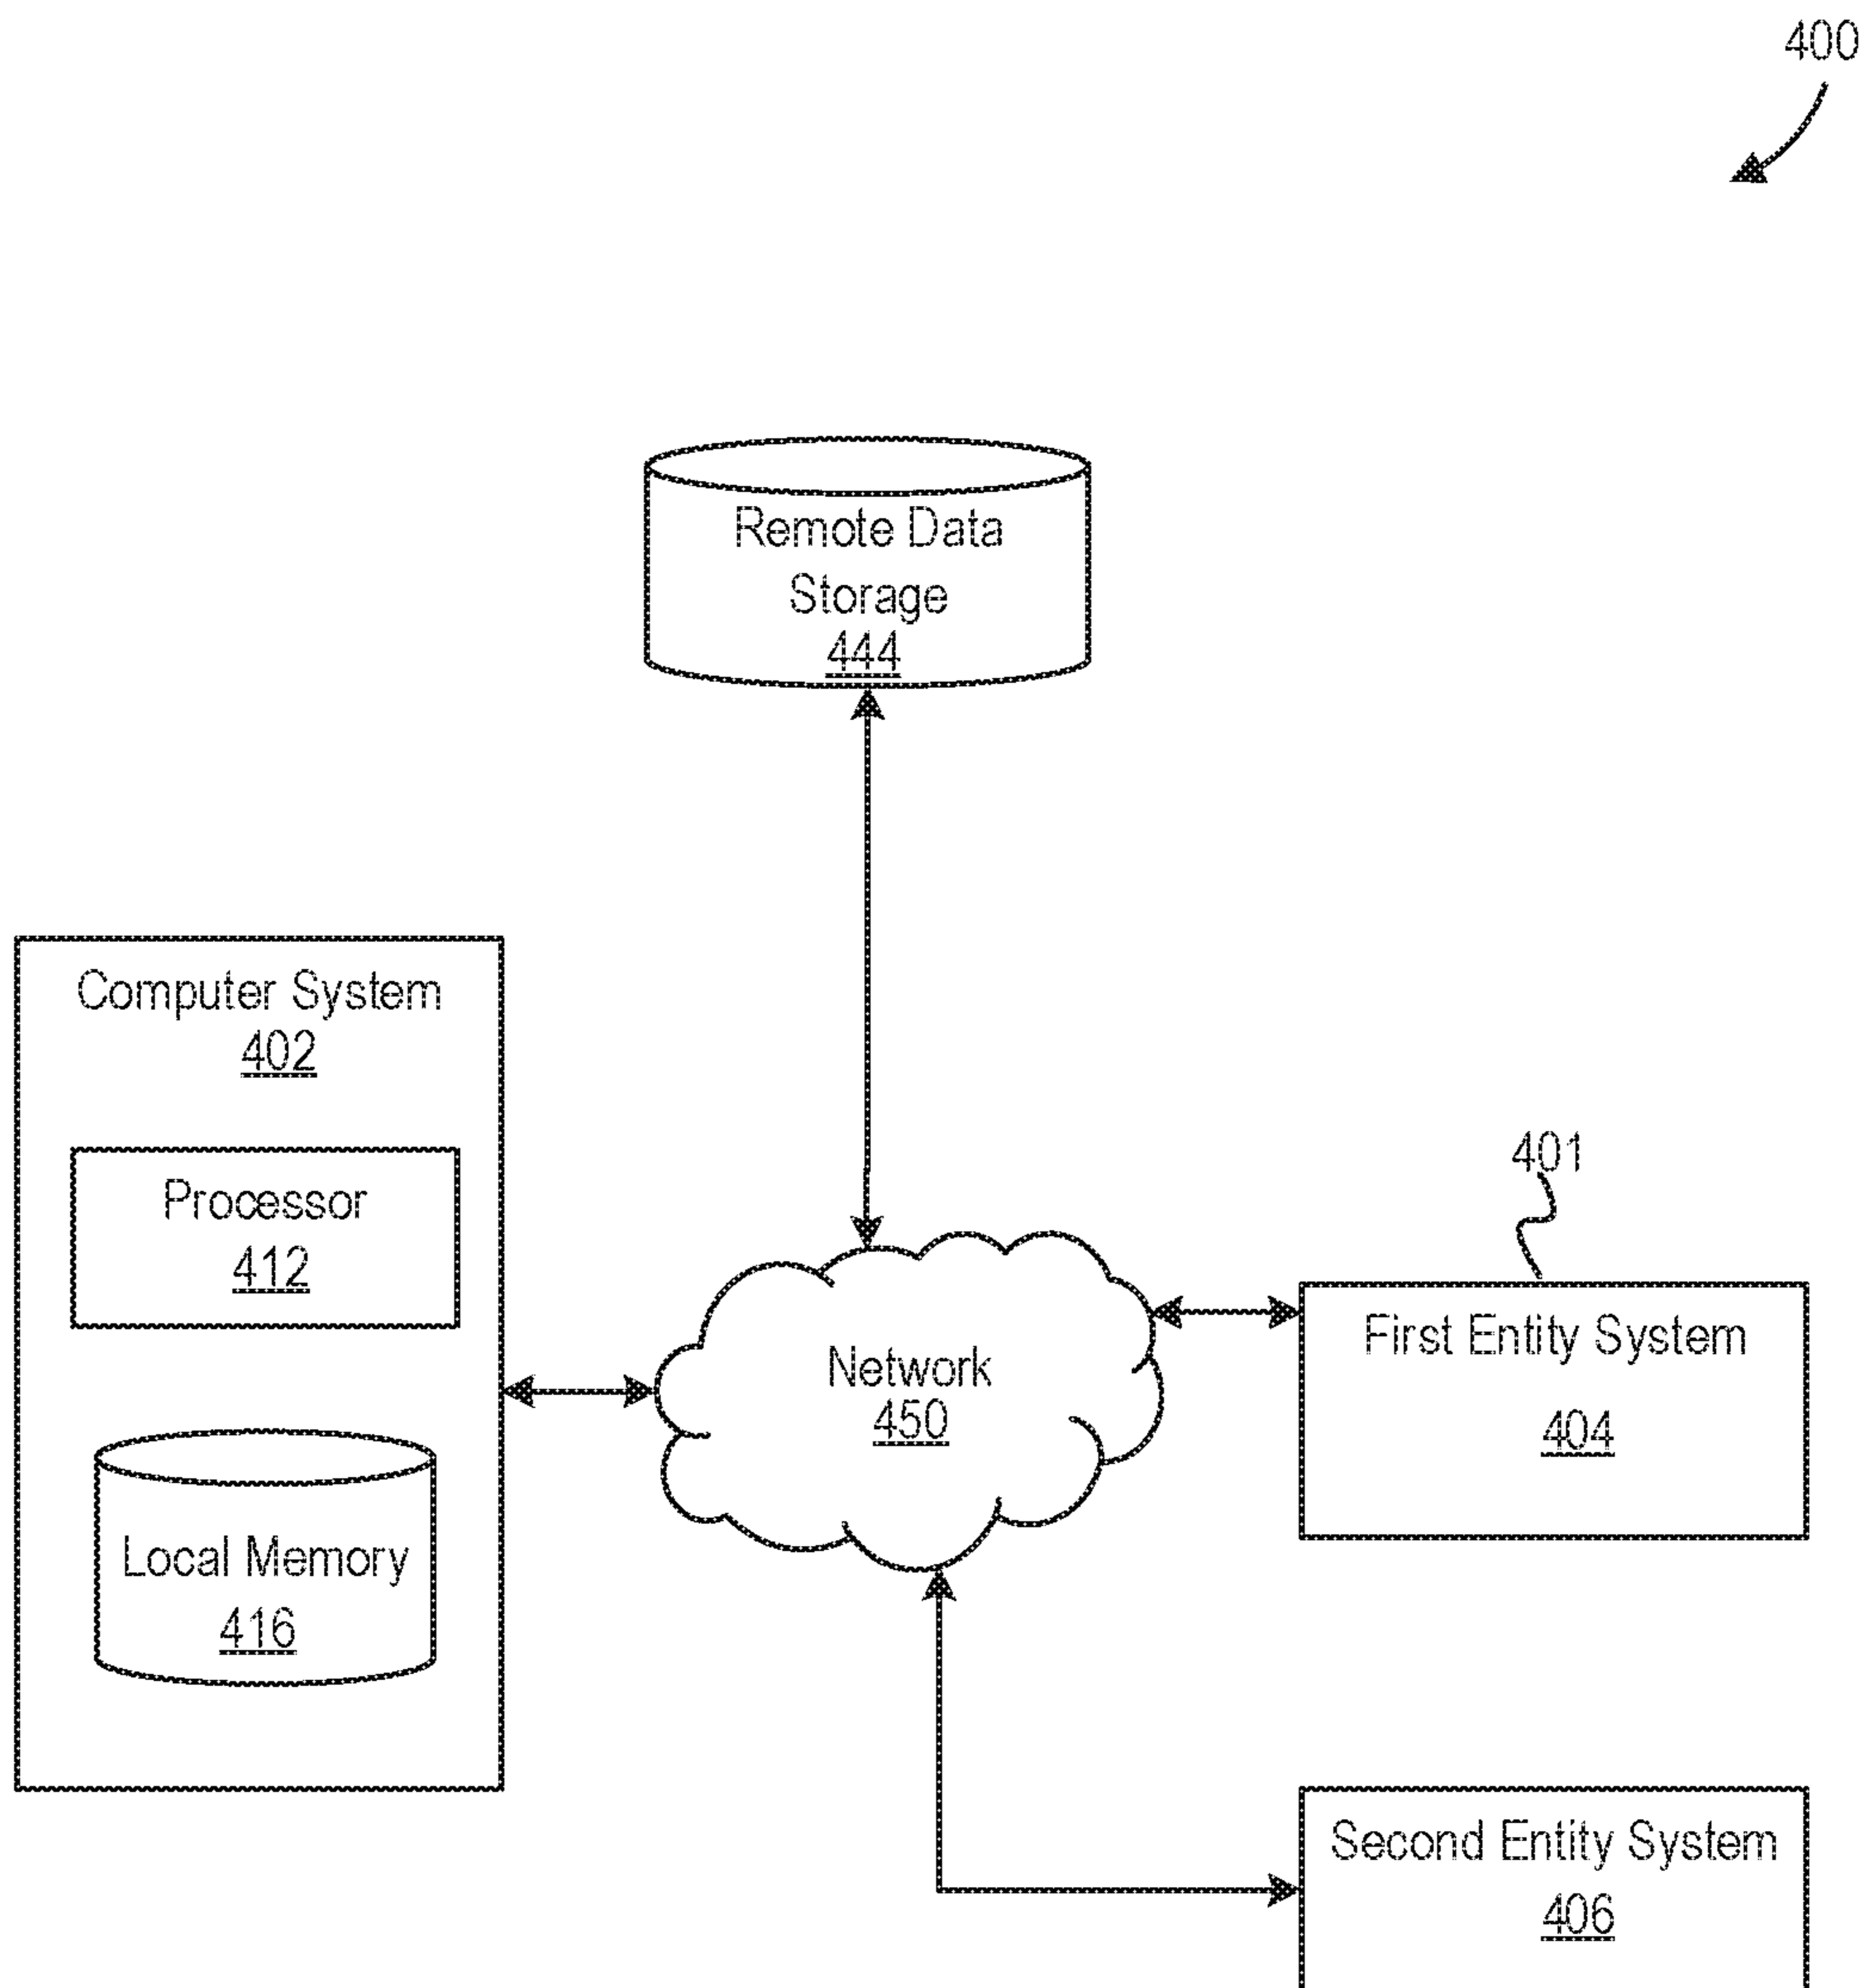 400
Remote Data
Storage
444
Computer System
402
Processor
412
Local Memory
416
Network
450
401
First Entity System
404
Second Entity System
406